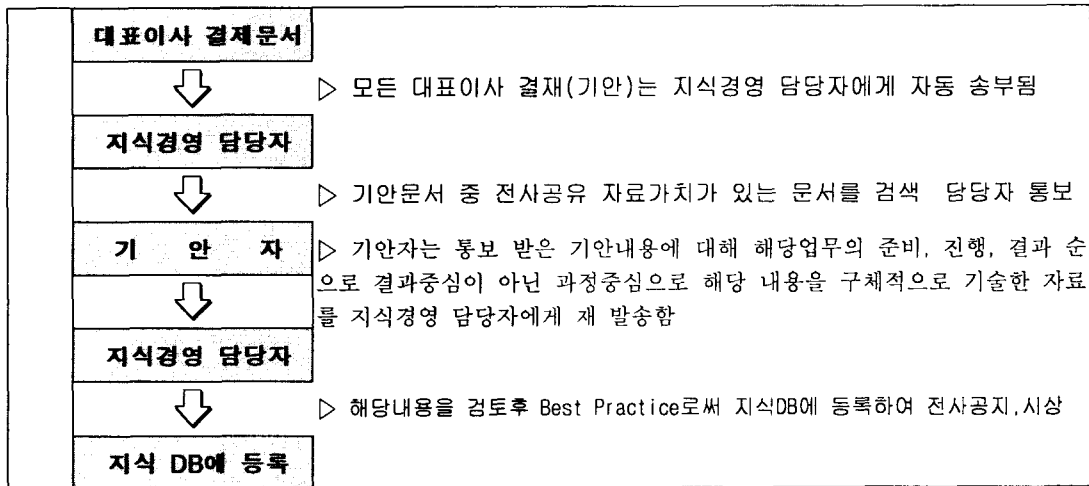 대표이사 결제문서
▷ 모든 대표이사 결재(기안)는 지식경영 담당자에게 자동 송부됨
지식경영 담당자
▷ 기안문서 중 전사공유 자료가치가 있는 문서를 검색 담당자 통보
기 안 자
▷ 기안자는 통보 받은 기안내용에 대해 해당업무의 준비, 진행, 결과 순
으로 결과중심이 아닌 과정중심으로 해당 내용을 구체적으로 기술한 자료
를 지식경영 담당자에게 재 발송함
지식경영 담당자
▷ 해당내용을 검토후 Best Practice로써 지식DB에 등록하여 전사공지,시상
지식 DB에 등록